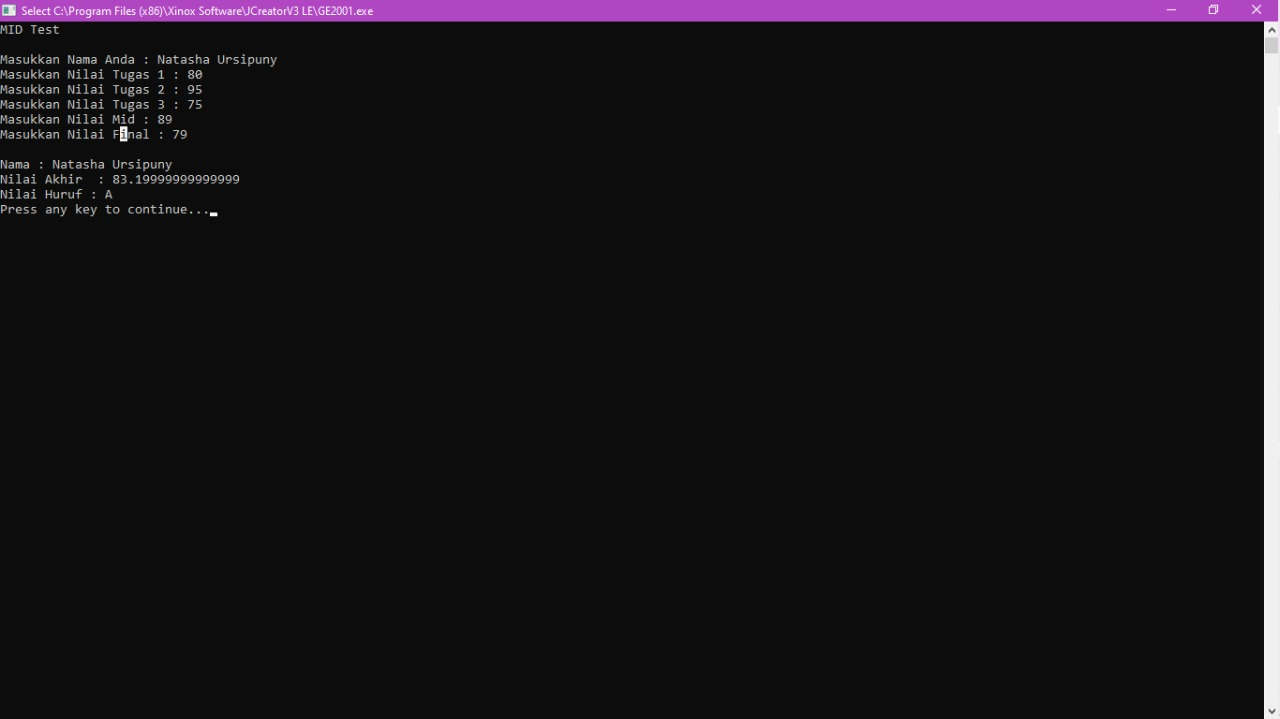 Select C:\Program Files (x86)\Xinox Software\JCreatorV3 LE\GE2001.exe
MID Test
Masukkan Nama Anda : Natasha Ursipuny
Masukkan Nilai Tugas 1 : 80
Masukkan Nilai Tugas 2 : 95
Masukkan Nilai Tugas 3 : 75
Masukkan Nilai Mid : 89
Masukkan Nilai Final : 79
Nama : Natasha Ursipuny
Nilai Akhir  : 83.19999999999999
Nilai Huruf : A
Press any key to continue...